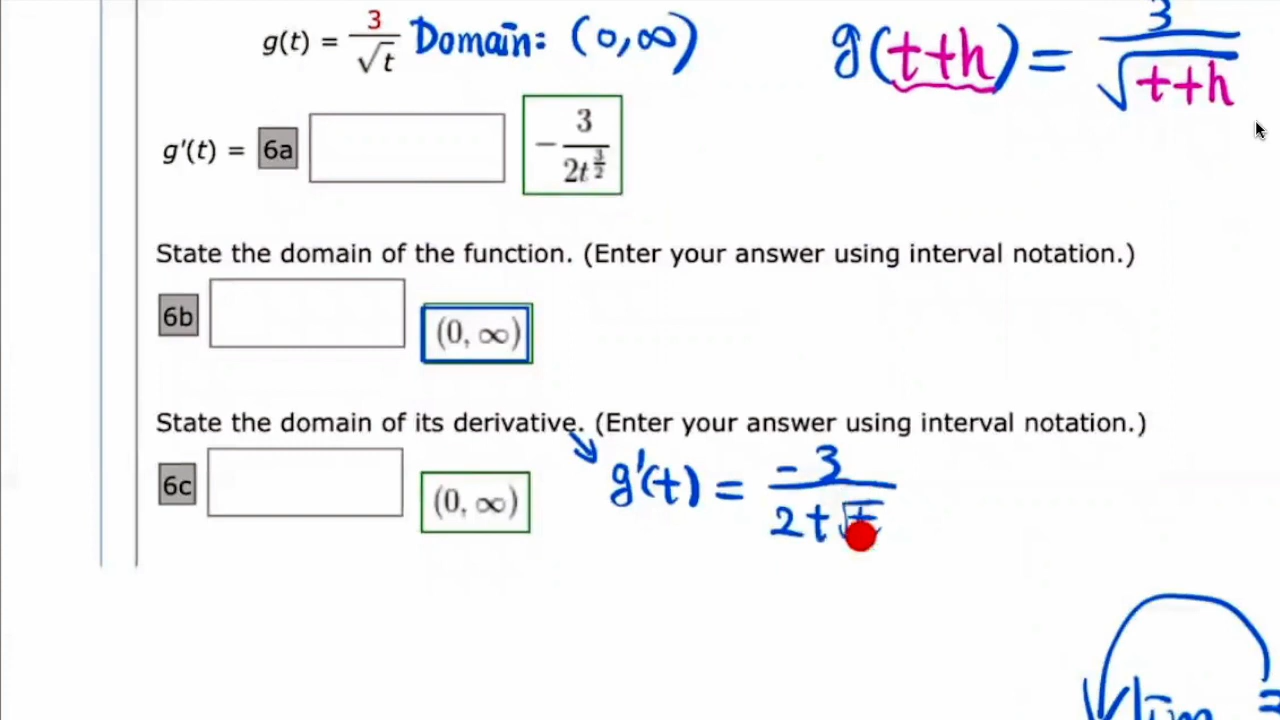 g(t) = 3/√t Domain: (0,∞)
g(t+h) = 3/√t+h
g'(t) = 6a − 3/2t^{3/2}
State the domain of the function. (Enter your answer using interval notation.)
6b (0, ∞)
State the domain of its derivative. (Enter your answer using interval notation.)
6c (0, ∞) g'(t) = -3/2t√t
lim =